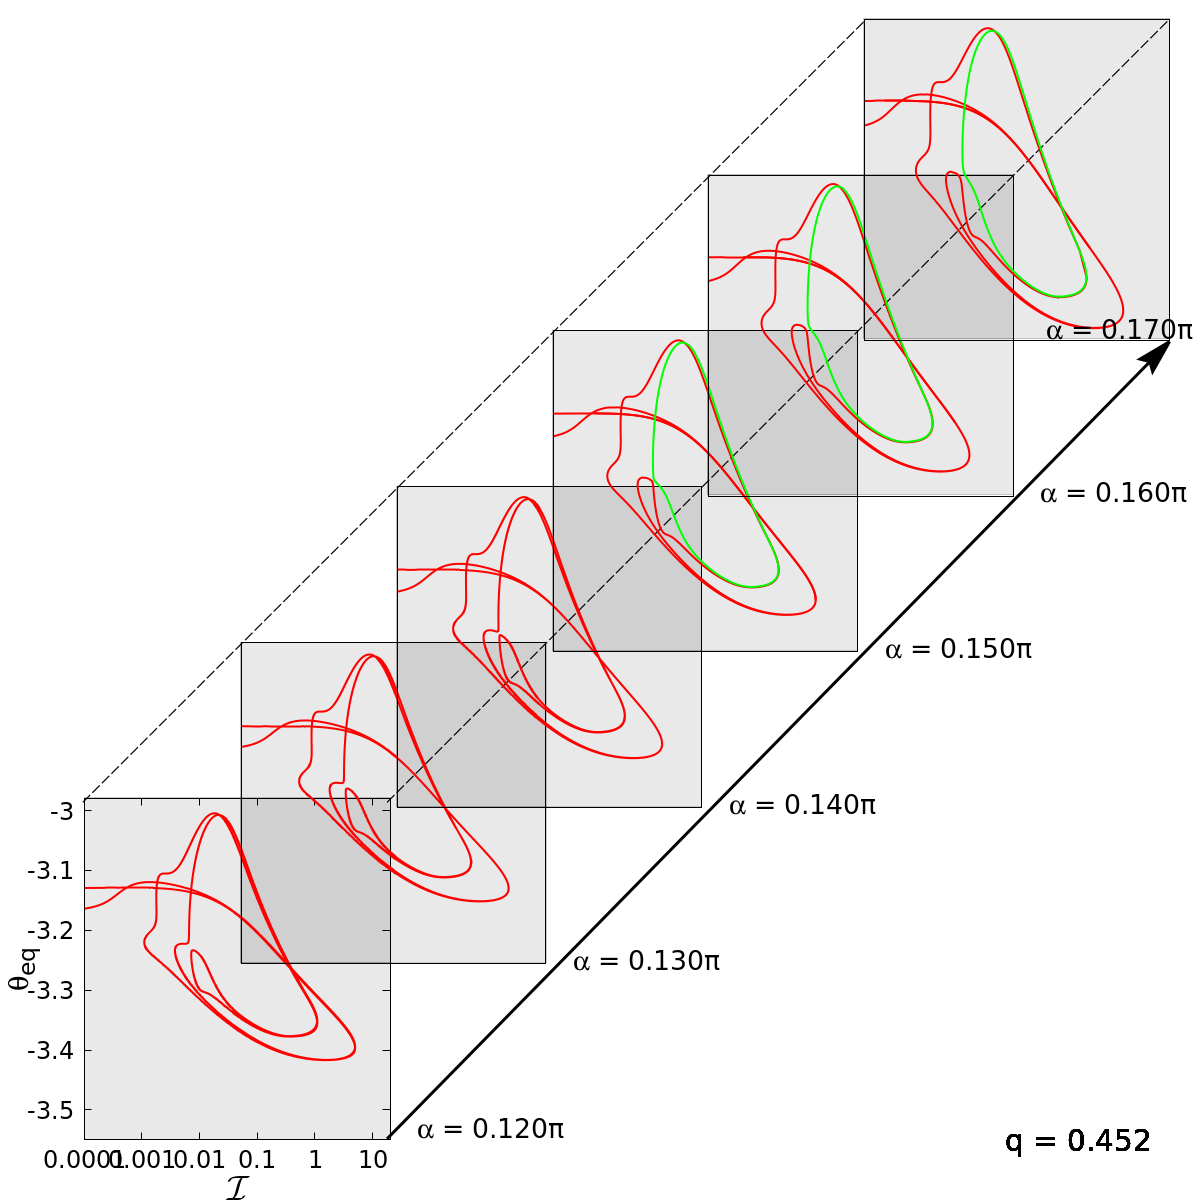 α = 0.170π
α = 0.160π
α = 0.150π
α = 0.140π
α = 0.130π
α = 0.120π
-3
-3.1
-3.2
-3.3
-3.4
-3.5
θeq
0.0001 0.001 0.01 0.1 1 10
ℐ
q = 0.452